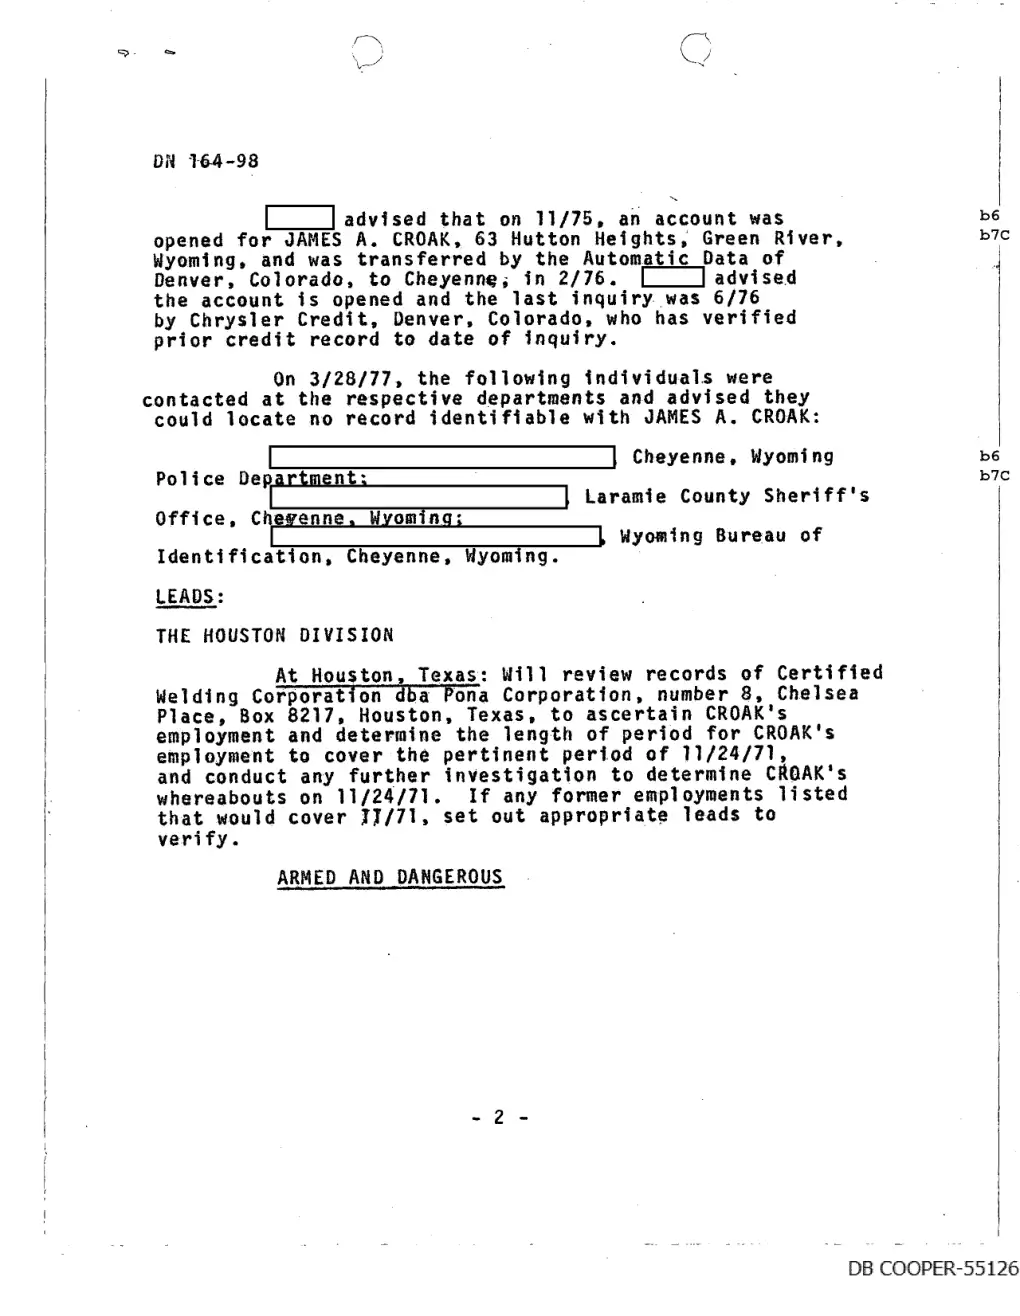 DN 164-98
advised that on 11/75, an account was b6
opened for JAMES A. CROAK, 63 Hutton Heights, Green River, b7C
Wyoming, and was transferred by the Automatic Data of
Denver, Colorado, to Cheyenne, in 2/76. advised
the account is opened and the last inquiry was 6/76
by Chrysler Credit, Denver, Colorado, who has verified
prior credit record to date of inquiry.
On 3/28/77, the following individuals were
contacted at the respective departments and advised they
could locate no record identifiable with JAMES A. CROAK:
Cheyenne, Wyoming b6
Police Department; b7C
Laramie County Sheriff's
Office, Cheyenne, Wyoming;
, Wyoming Bureau of
Identification, Cheyenne, Wyoming.
LEADS:
THE HOUSTON DIVISION
At Houston, Texas: Will review records of Certified
Welding Corporation dba Pona Corporation, number 8, Chelsea
Place, Box 8217, Houston, Texas, to ascertain CROAK's
employment and determine the length of period for CROAK's
employment to cover the pertinent period of 11/24/71,
and conduct any further investigation to determine CROAK's
whereabouts on 11/24/71. If any former employments listed
that would cover 11/71, set out appropriate leads to
verify.
ARMED AND DANGEROUS
- 2 -
DB COOPER-55126